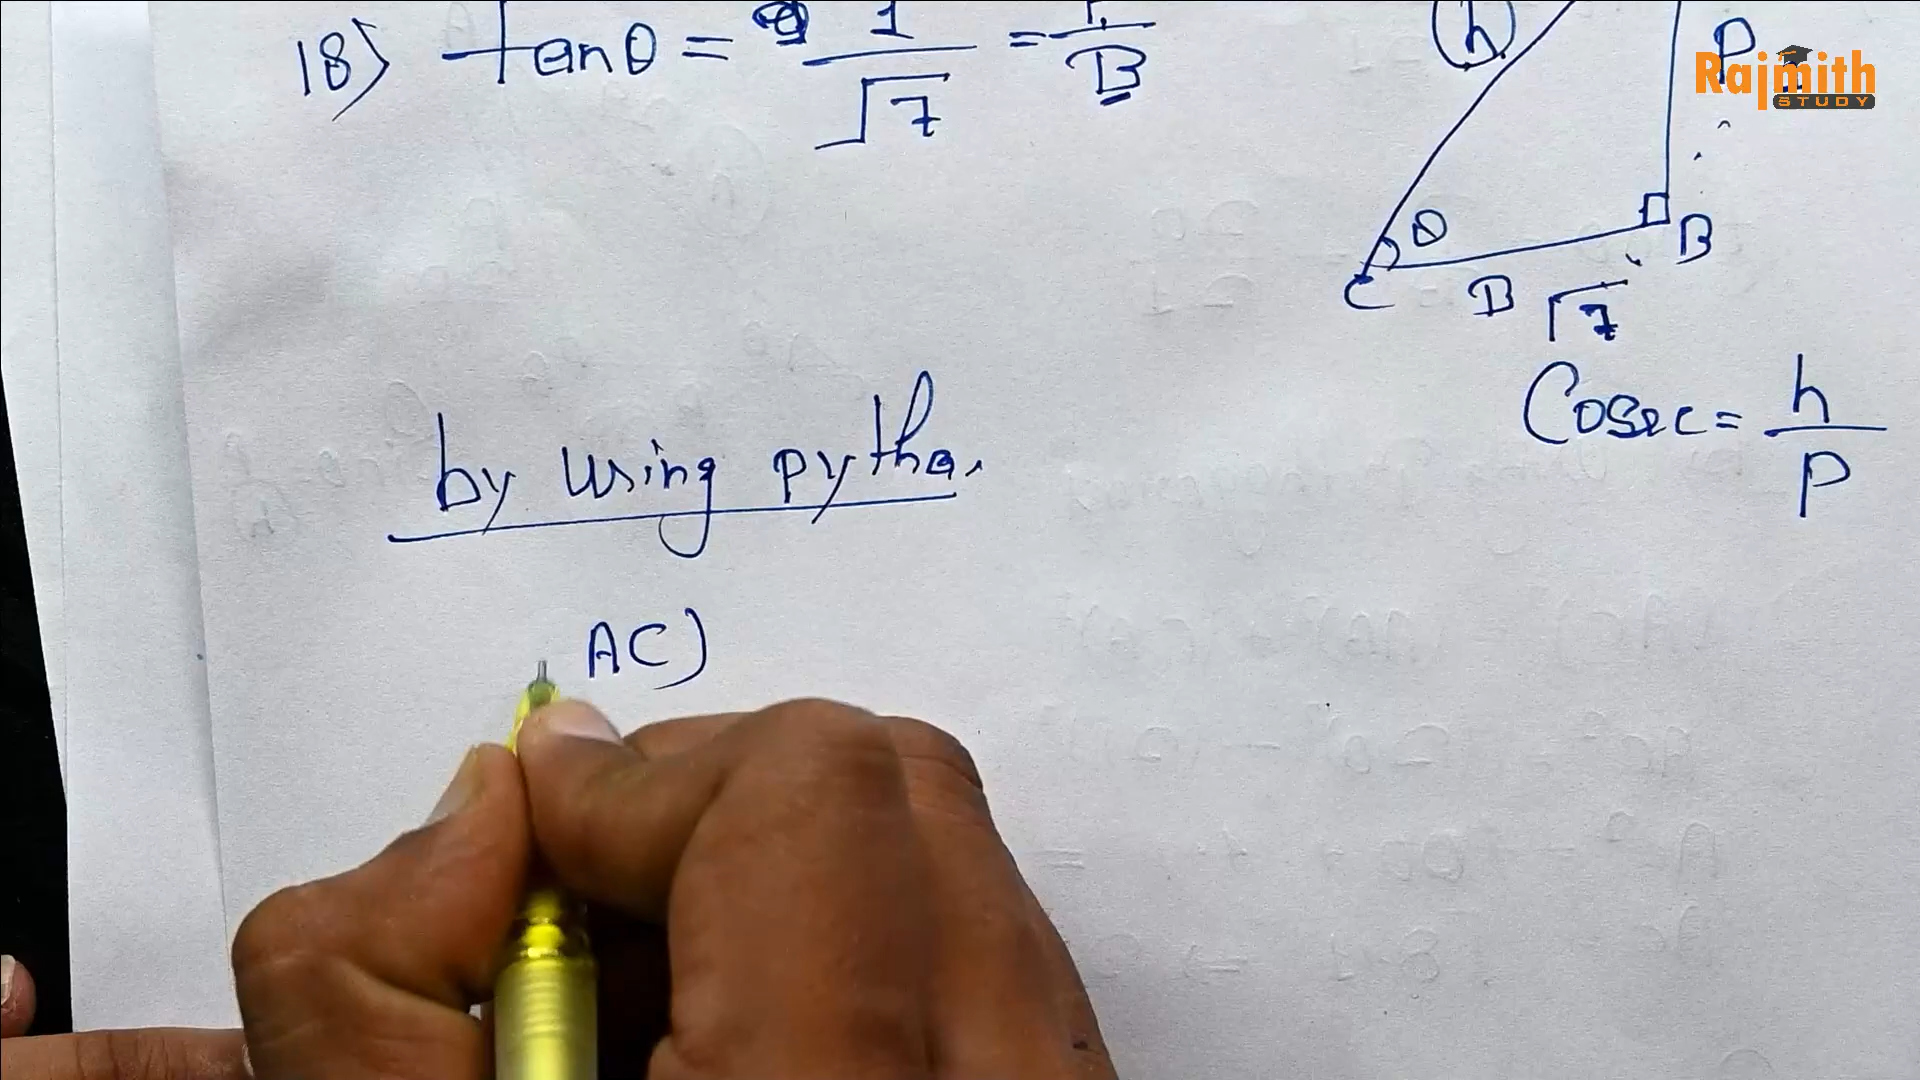 18) tanθ = 1/√7 = P/B
h
P
Rajmith
STUDY
θ
B
C B √7
Cosec = h/P
by using pytha.
AC)